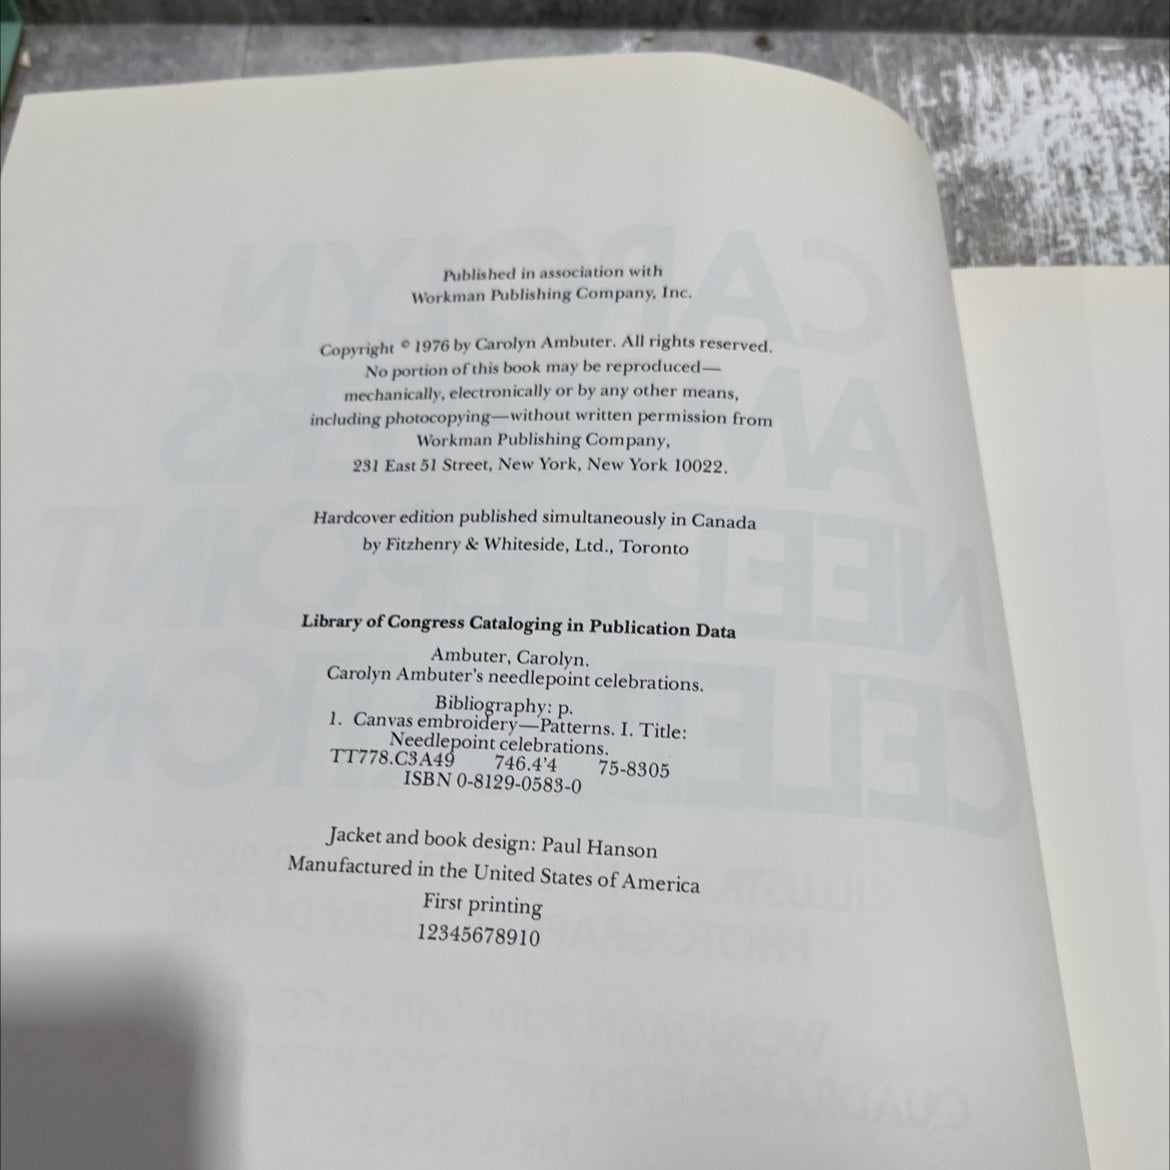 Published in association with
Workman Publishing Company, Inc.
Copyright © 1976 by Carolyn Ambuter. All rights reserved.
No portion of this book may be reproduced—
mechanically, electronically or by any other means,
including photocopying—without written permission from
Workman Publishing Company,
231 East 51 Street, New York, New York 10022.
Hardcover edition published simultaneously in Canada
by Fitzhenry & Whiteside, Ltd., Toronto
Library of Congress Cataloging in Publication Data
Ambuter, Carolyn.
Carolyn Ambuter's needlepoint celebrations.
Bibliography: p.
1. Canvas embroidery—Patterns. I. Title:
Needlepoint celebrations.
TT778.C3A49 746.4'4 75-8305
ISBN 0-8129-0583-0
Jacket and book design: Paul Hanson
Manufactured in the United States of America
First printing
12345678910